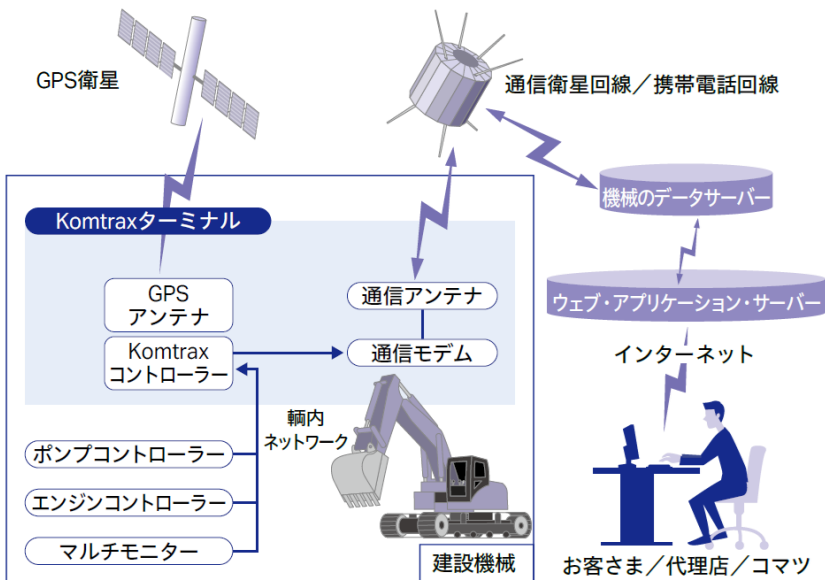 GPS衛星
通信衛星回線／携帯電話回線
機械のデータサーバー
Komtraxターミナル
GPS
アンテナ
通信アンテナ
ウェブ・アプリケーション・サーバー
Komtrax
コントローラー
通信モデム
インターネット
輌内
ネットワーク
ポンプコントローラー
エンジンコントローラー
マルチモニター
建設機械
お客さま／代理店／コマツ